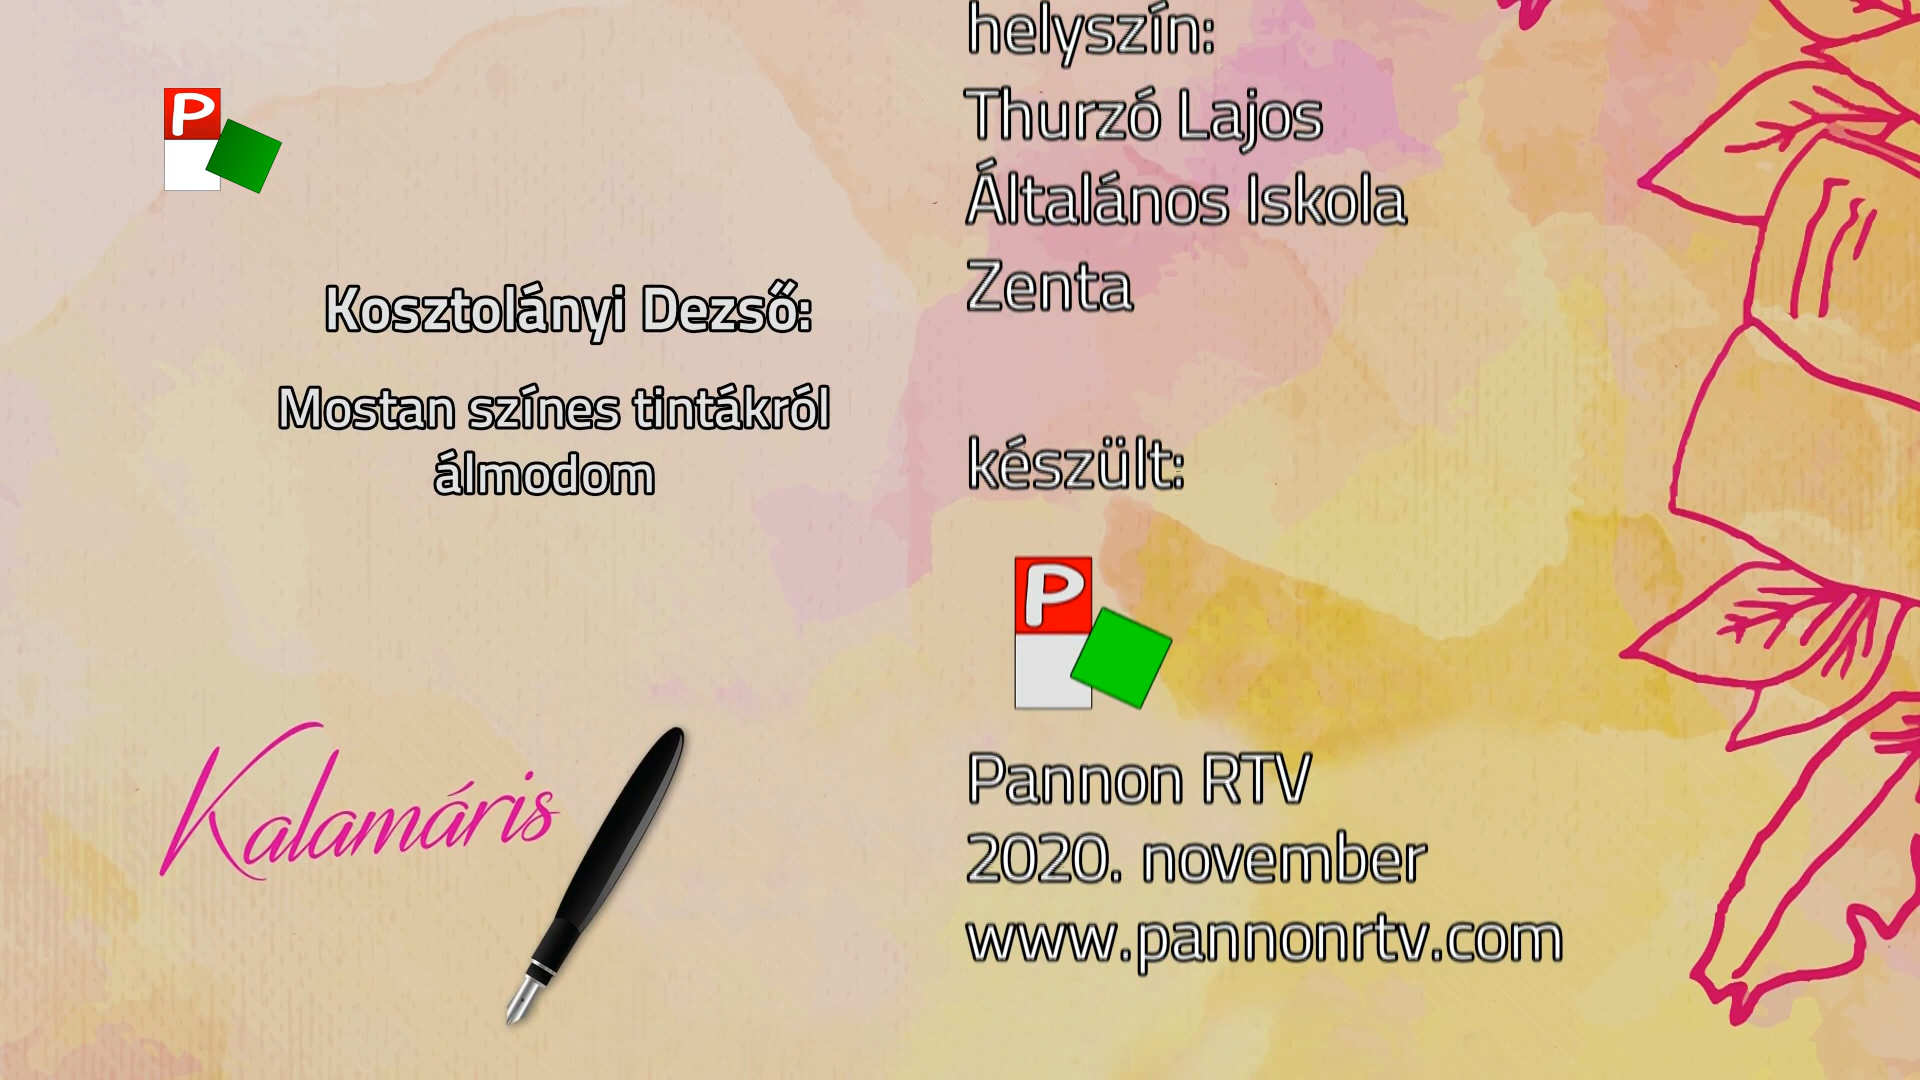 P
Kosztolányi Dezső:
Mostan színes tintákról
álmodom
Kalamáris
helyszín:
Thurzó Lajos
Általános Iskola
Zenta
készült:
P
Pannon RTV
2020. november
www.pannonrtv.com